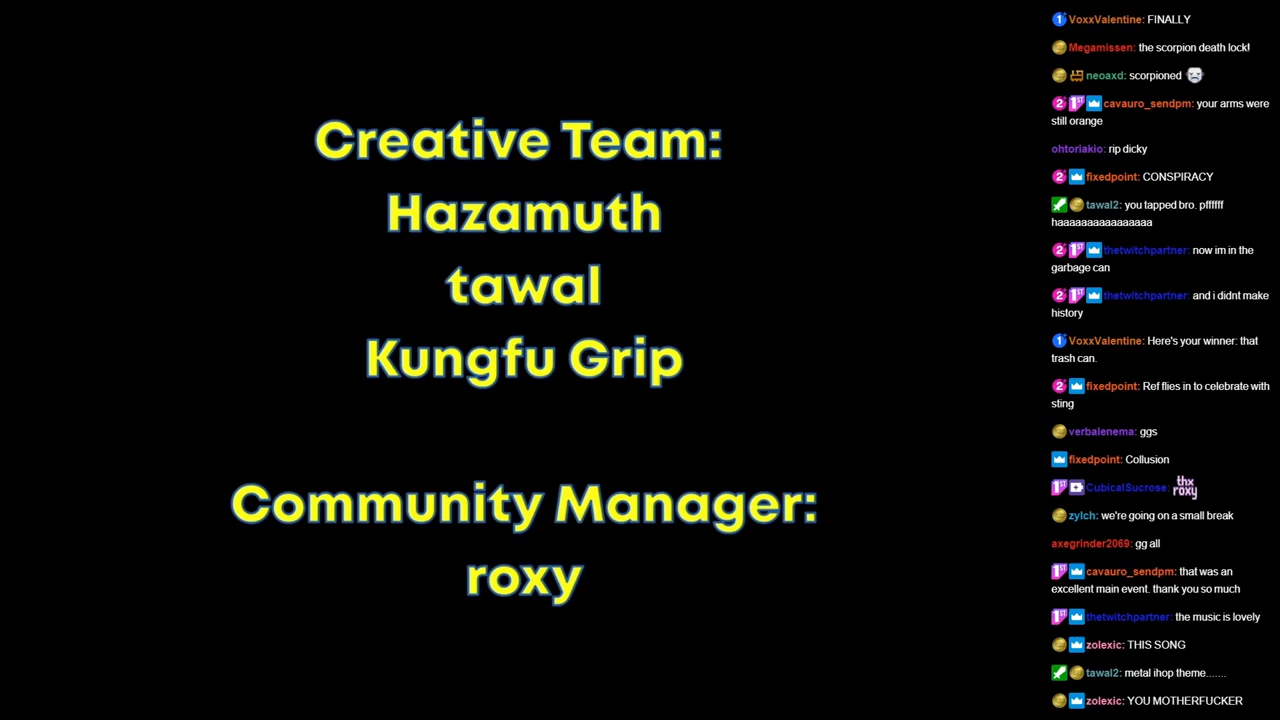 Creative Team:
Hazamuth
tawal
Kungfu Grip
Community Manager:
roxy
VoxxValentine: FINALLY
Megamissen: the scorpion death lock!
neoaxd: scorpioned
cavauro_sendpm: your arms were
still orange
ohtoriakio: rip dicky
fixedpoint: CONSPIRACY
tawal2: you tapped bro. pffffff
haaaaaaaaaaaaaaaa
thetwitchpartner: now im in the
garbage can
thetwitchpartner: and i didnt make
history
VoxxValentine: Here's your winner: that
trash can.
fixedpoint: Ref flies in to celebrate with
sting
verbalenema: ggs
fixedpoint: Collusion
CubicalSucrose: thx
roxy
zylch: we're going on a small break
axegrinder2069: gg all
cavauro_sendpm: that was an
excellent main event. thank you so much
thetwitchpartner: the music is lovely
zolexic: THIS SONG
tawal2: metal ihop theme.......
zolexic: YOU MOTHERFUCKER